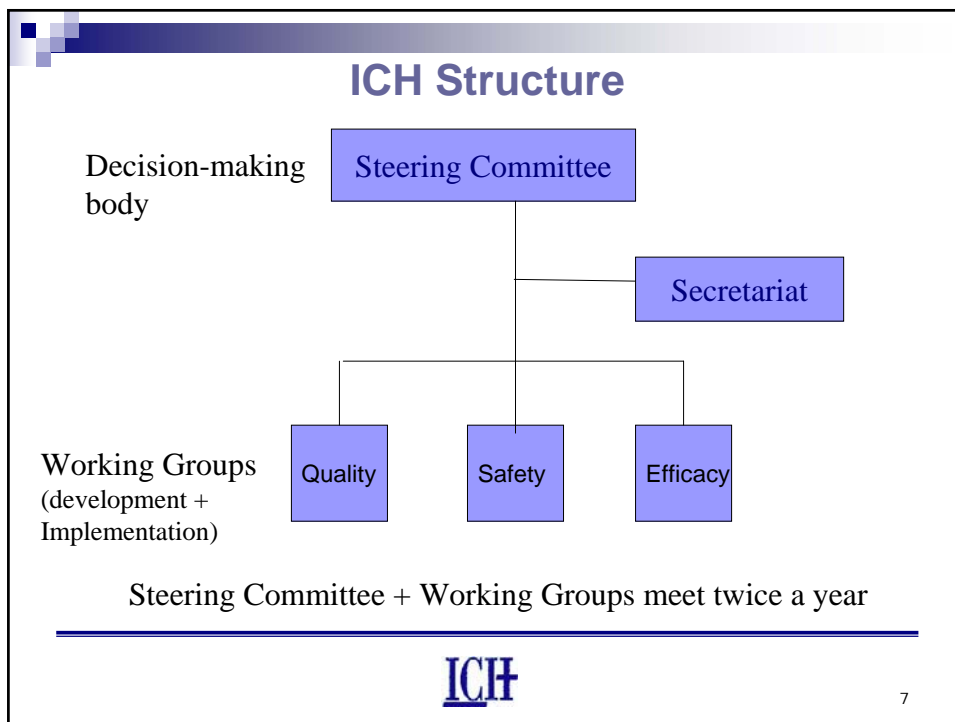 ICH Structure
Decision-making
body
Steering Committee
Secretariat
Working Groups
(development +
Implementation)
Quality
Safety
Efficacy
Steering Committee + Working Groups meet twice a year
ICH
7